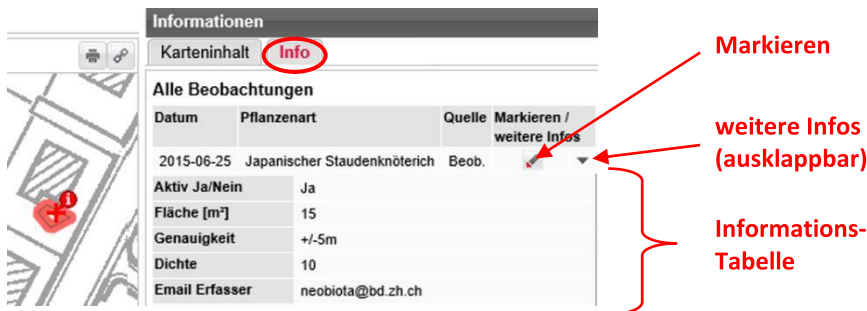 Informationen
Karteninhalt Info
Alle Beobachtungen
Datum Pflanzenart Quelle Markieren /
weitere Infos
2015-06-25 Japanischer Staudenknöterich Beob.
Aktiv Ja/Nein Ja
Fläche [m²] 15
Genauigkeit +/-5m
Dichte 10
Email Erfasser neobiota@bd.zh.ch
i
Markieren
weitere Infos
(ausklappbar)
Informations-
Tabelle